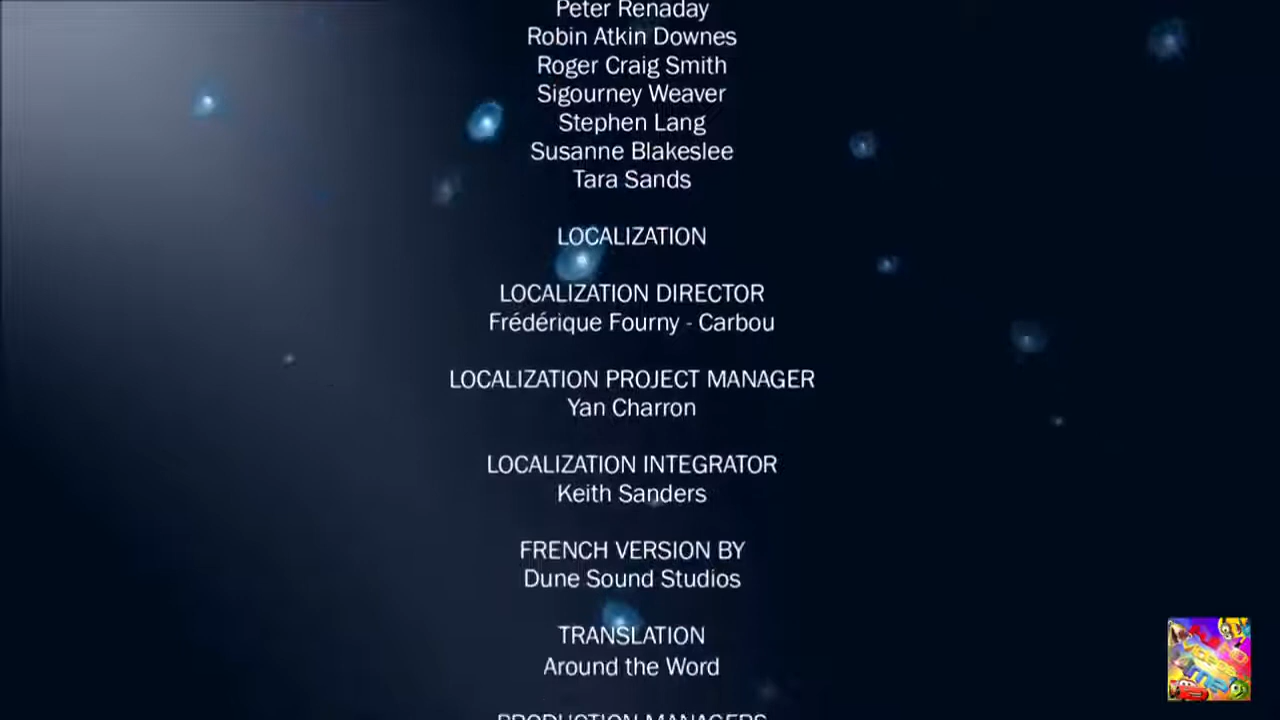 Peter Renaday
Robin Atkin Downes
Roger Craig Smith
Sigourney Weaver
Stephen Lang
Susanne Blakeslee
Tara Sands
LOCALIZATION
LOCALIZATION DIRECTOR
Frédérique Fourny - Carbou
LOCALIZATION PROJECT MANAGER
Yan Charron
LOCALIZATION INTEGRATOR
Keith Sanders
FRENCH VERSION BY
Dune Sound Studios
TRANSLATION
Around the Word
PRODUCTION MANAGERS